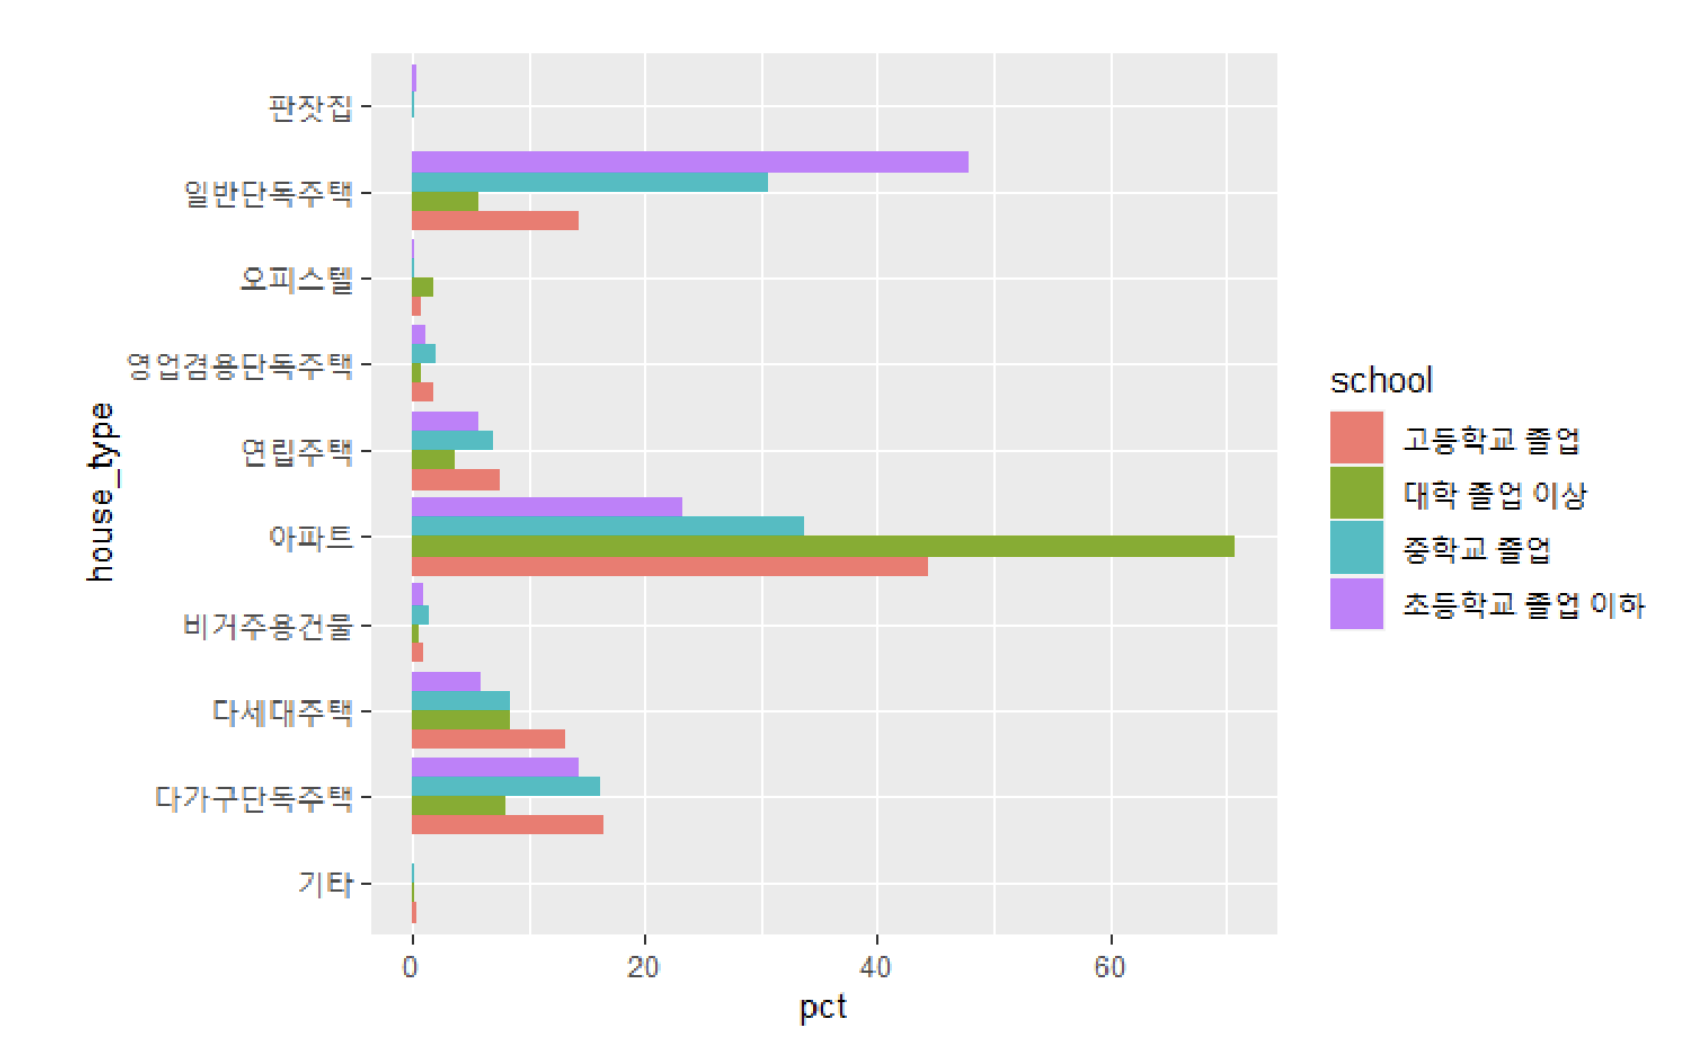 판잣집
일반단독주택
오피스텔
영업겸용단독주택
연립주택
아파트
비거주용건물
다세대주택
다가구단독주택
기타
house_type
0 20 40 60
pct
school
고등학교 졸업
대학 졸업 이상
중학교 졸업
초등학교 졸업 이하